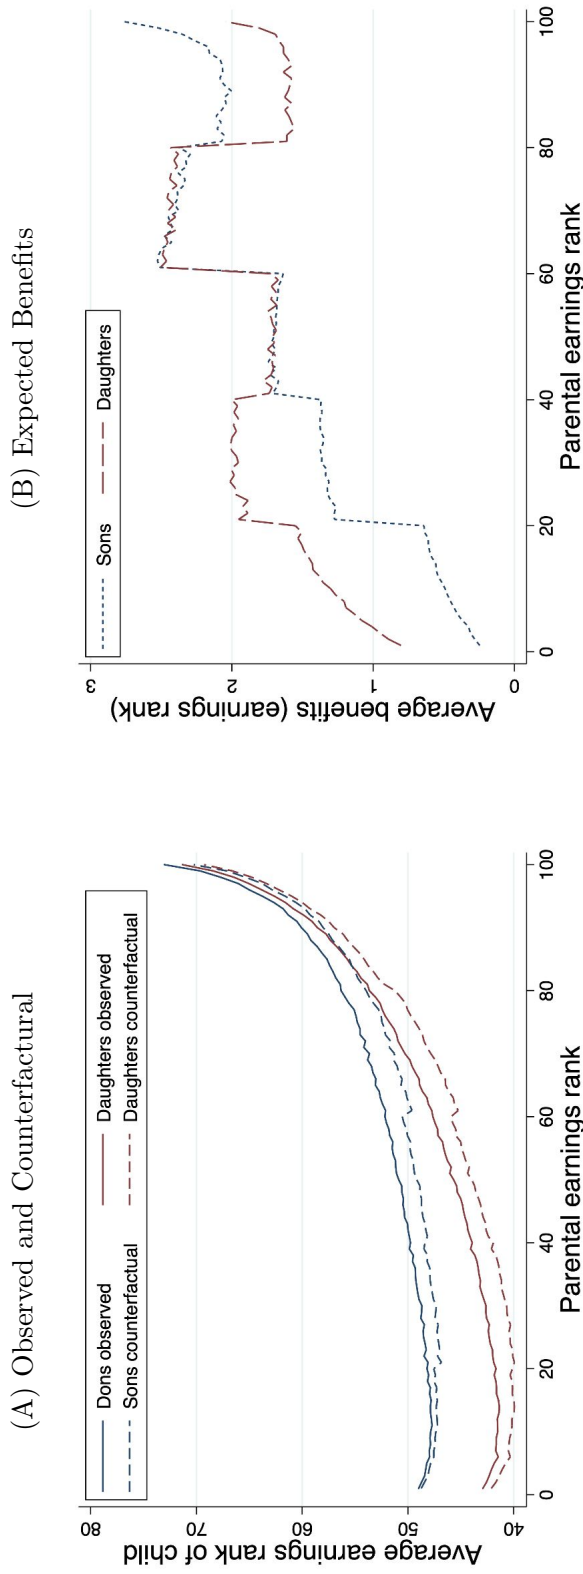 (A) Observed and Counterfactual
Dons observed
Daughters observed
Sons counterfactual
Daughters counterfactual
Average earnings rank of child
80
70
60
50
40
0
20
40
60
80
100
Parental earnings rank
(B) Expected Benefits
Sons
Daughters
Average benefits (earnings rank)
3
2
1
0
0
20
40
60
80
100
Parental earnings rank